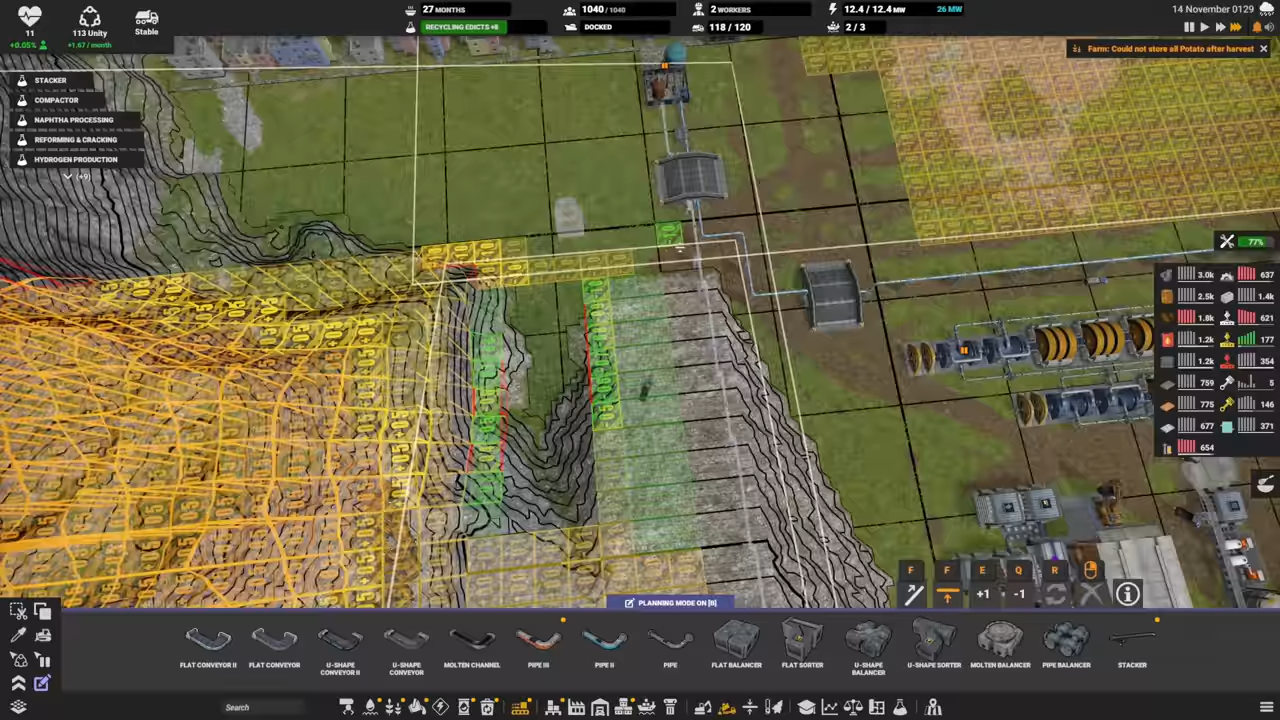 27 MONTHS
1040 / 1040
2 WORKERS
12.4 / 12.4 MW
26 MW
14 November 0129
11
113 Unity
Stable
+0.05%
+1.67 / month
RECYCLING EDICTS +8
DOCKED
118 / 120
2 / 3
Farm: Could not store all Potato after harvest
STACKER
COMPACTOR
NAPHTHA PROCESSING
REFORMING & CRACKING
HYDROGEN PRODUCTION
(+9)
77%
3.0k 637
2.5k 1.4k
1.8k 621
1.2k 177
1.2k 354
759 5
775 146
677 371
654
F F E Q R
+1 -1
PLANNING MODE ON [B]
FLAT CONVEYOR II
FLAT CONVEYOR
U-SHAPE CONVEYOR II
U-SHAPE CONVEYOR
MOLTEN CHANNEL
PIPE III
PIPE II
PIPE
FLAT BALANCER
FLAT SORTER
U-SHAPE BALANCER
U-SHAPE SORTER
MOLTEN BALANCER
PIPE BALANCER
STACKER
Search